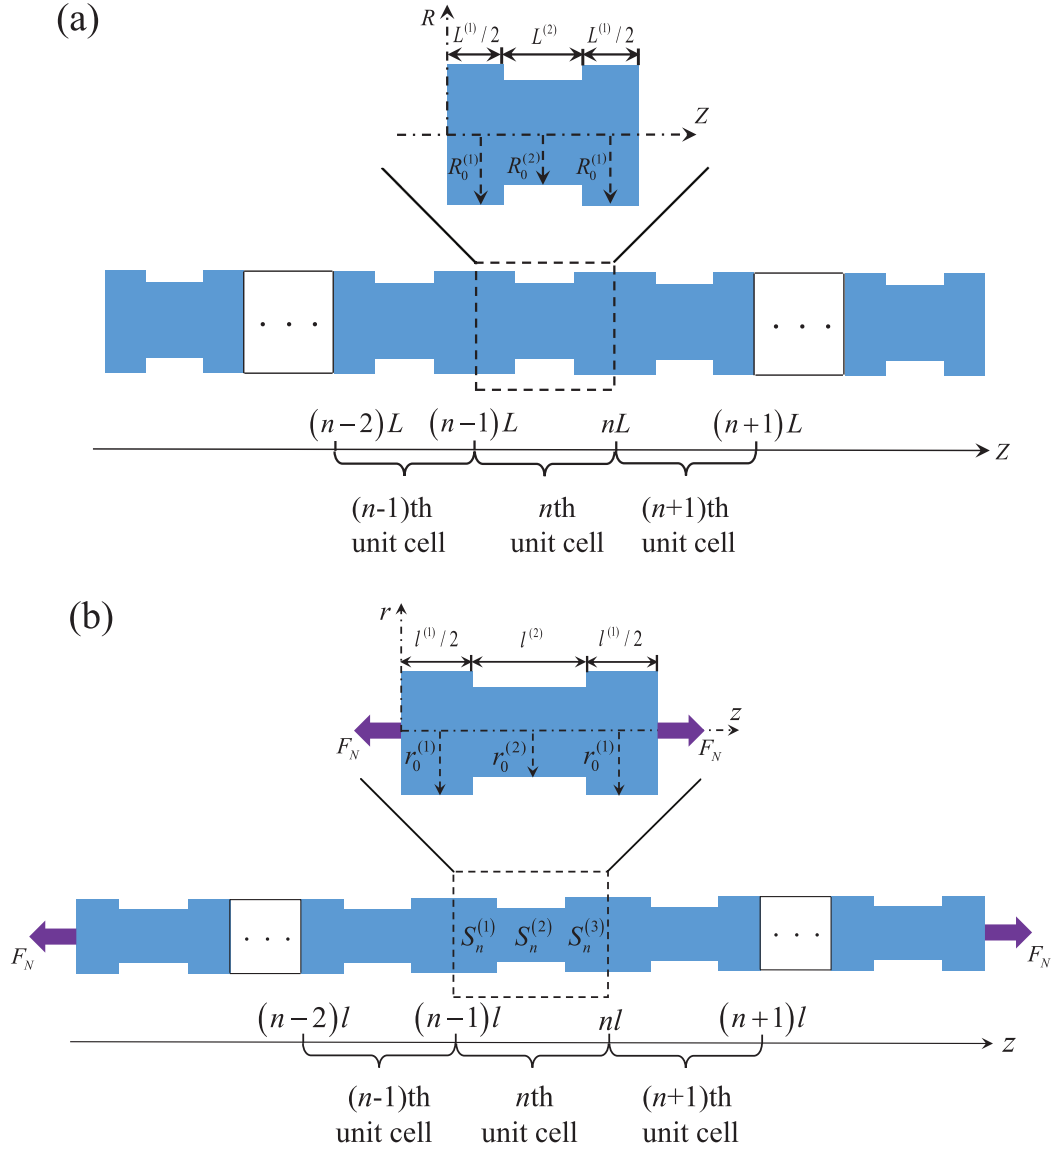 (a)
R
L^(1)/2 L^(2) L^(1)/2
Z
R_0^(1) R_0^(2) R_0^(1)
. . . . . .
(n−2)L (n−1)L nL (n+1)L
Z
(n-1)th nth (n+1)th
unit cell unit cell unit cell
(b)
r
l^(1)/2 l^(2) l^(1)/2
z
F_N F_N
r_0^(1) r_0^(2) r_0^(1)
S_n^(1) S_n^(2) S_n^(3)
. . . . . .
F_N F_N
(n−2)l (n−1)l nl (n+1)l
z
(n-1)th nth (n+1)th
unit cell unit cell unit cell